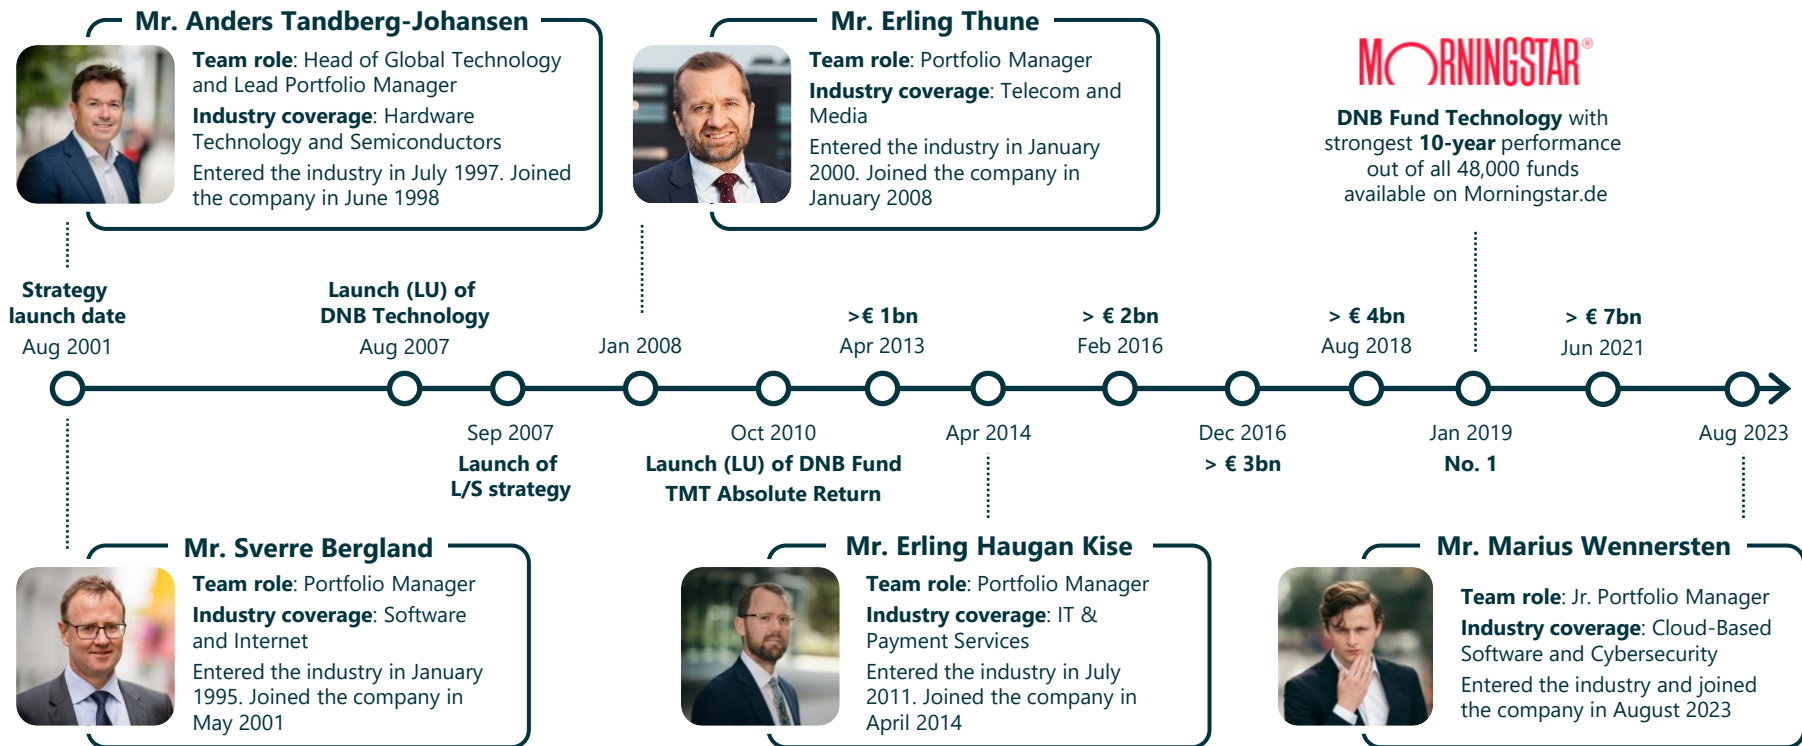 Mr. Anders Tandberg-Johansen
Team role: Head of Global Technology
and Lead Portfolio Manager
Industry coverage: Hardware
Technology and Semiconductors
Entered the industry in July 1997. Joined
the company in June 1998
Mr. Erling Thune
Team role: Portfolio Manager
Industry coverage: Telecom and
Media
Entered the industry in January
2000. Joined the company in
January 2008
MORNINGSTAR®
DNB Fund Technology with
strongest 10-year performance
out of all 48,000 funds
available on Morningstar.de
Strategy
launch date
Aug 2001
Launch (LU) of
DNB Technology
Aug 2007
Jan 2008
>€ 1bn
Apr 2013
> € 2bn
Feb 2016
> € 4bn
Aug 2018
> € 7bn
Jun 2021
Sep 2007
Launch of
L/S strategy
Oct 2010
Launch (LU) of DNB Fund
TMT Absolute Return
Apr 2014
Dec 2016
> € 3bn
Jan 2019
No. 1
Aug 2023
Mr. Sverre Bergland
Team role: Portfolio Manager
Industry coverage: Software
and Internet
Entered the industry in January
1995. Joined the company in
May 2001
Mr. Erling Haugan Kise
Team role: Portfolio Manager
Industry coverage: IT &
Payment Services
Entered the industry in July
2011. Joined the company in
April 2014
Mr. Marius Wennersten
Team role: Jr. Portfolio Manager
Industry coverage: Cloud-Based
Software and Cybersecurity
Entered the industry and joined
the company in August 2023